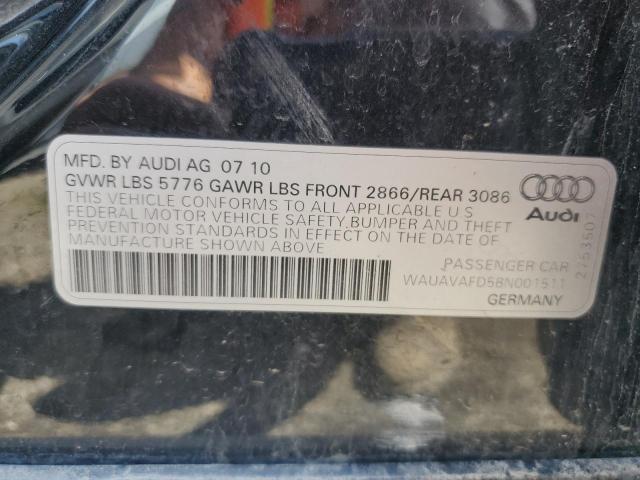 MFD. BY AUDI AG 07 10
GVWR LBS 5776 GAWR LBS FRONT 2866/REAR 3086
THIS VEHICLE CONFORMS TO ALL APPLICABLE U S
FEDERAL MOTOR VEHICLE SAFETY, BUMPER AND THEFT
PREVENTION STANDARDS IN EFFECT ON THE DATE OF
MANUFACTURE SHOWN ABOVE
Audi
PASSENGER CAR
WAUAVAFD5BN001511
GERMANY
2753607